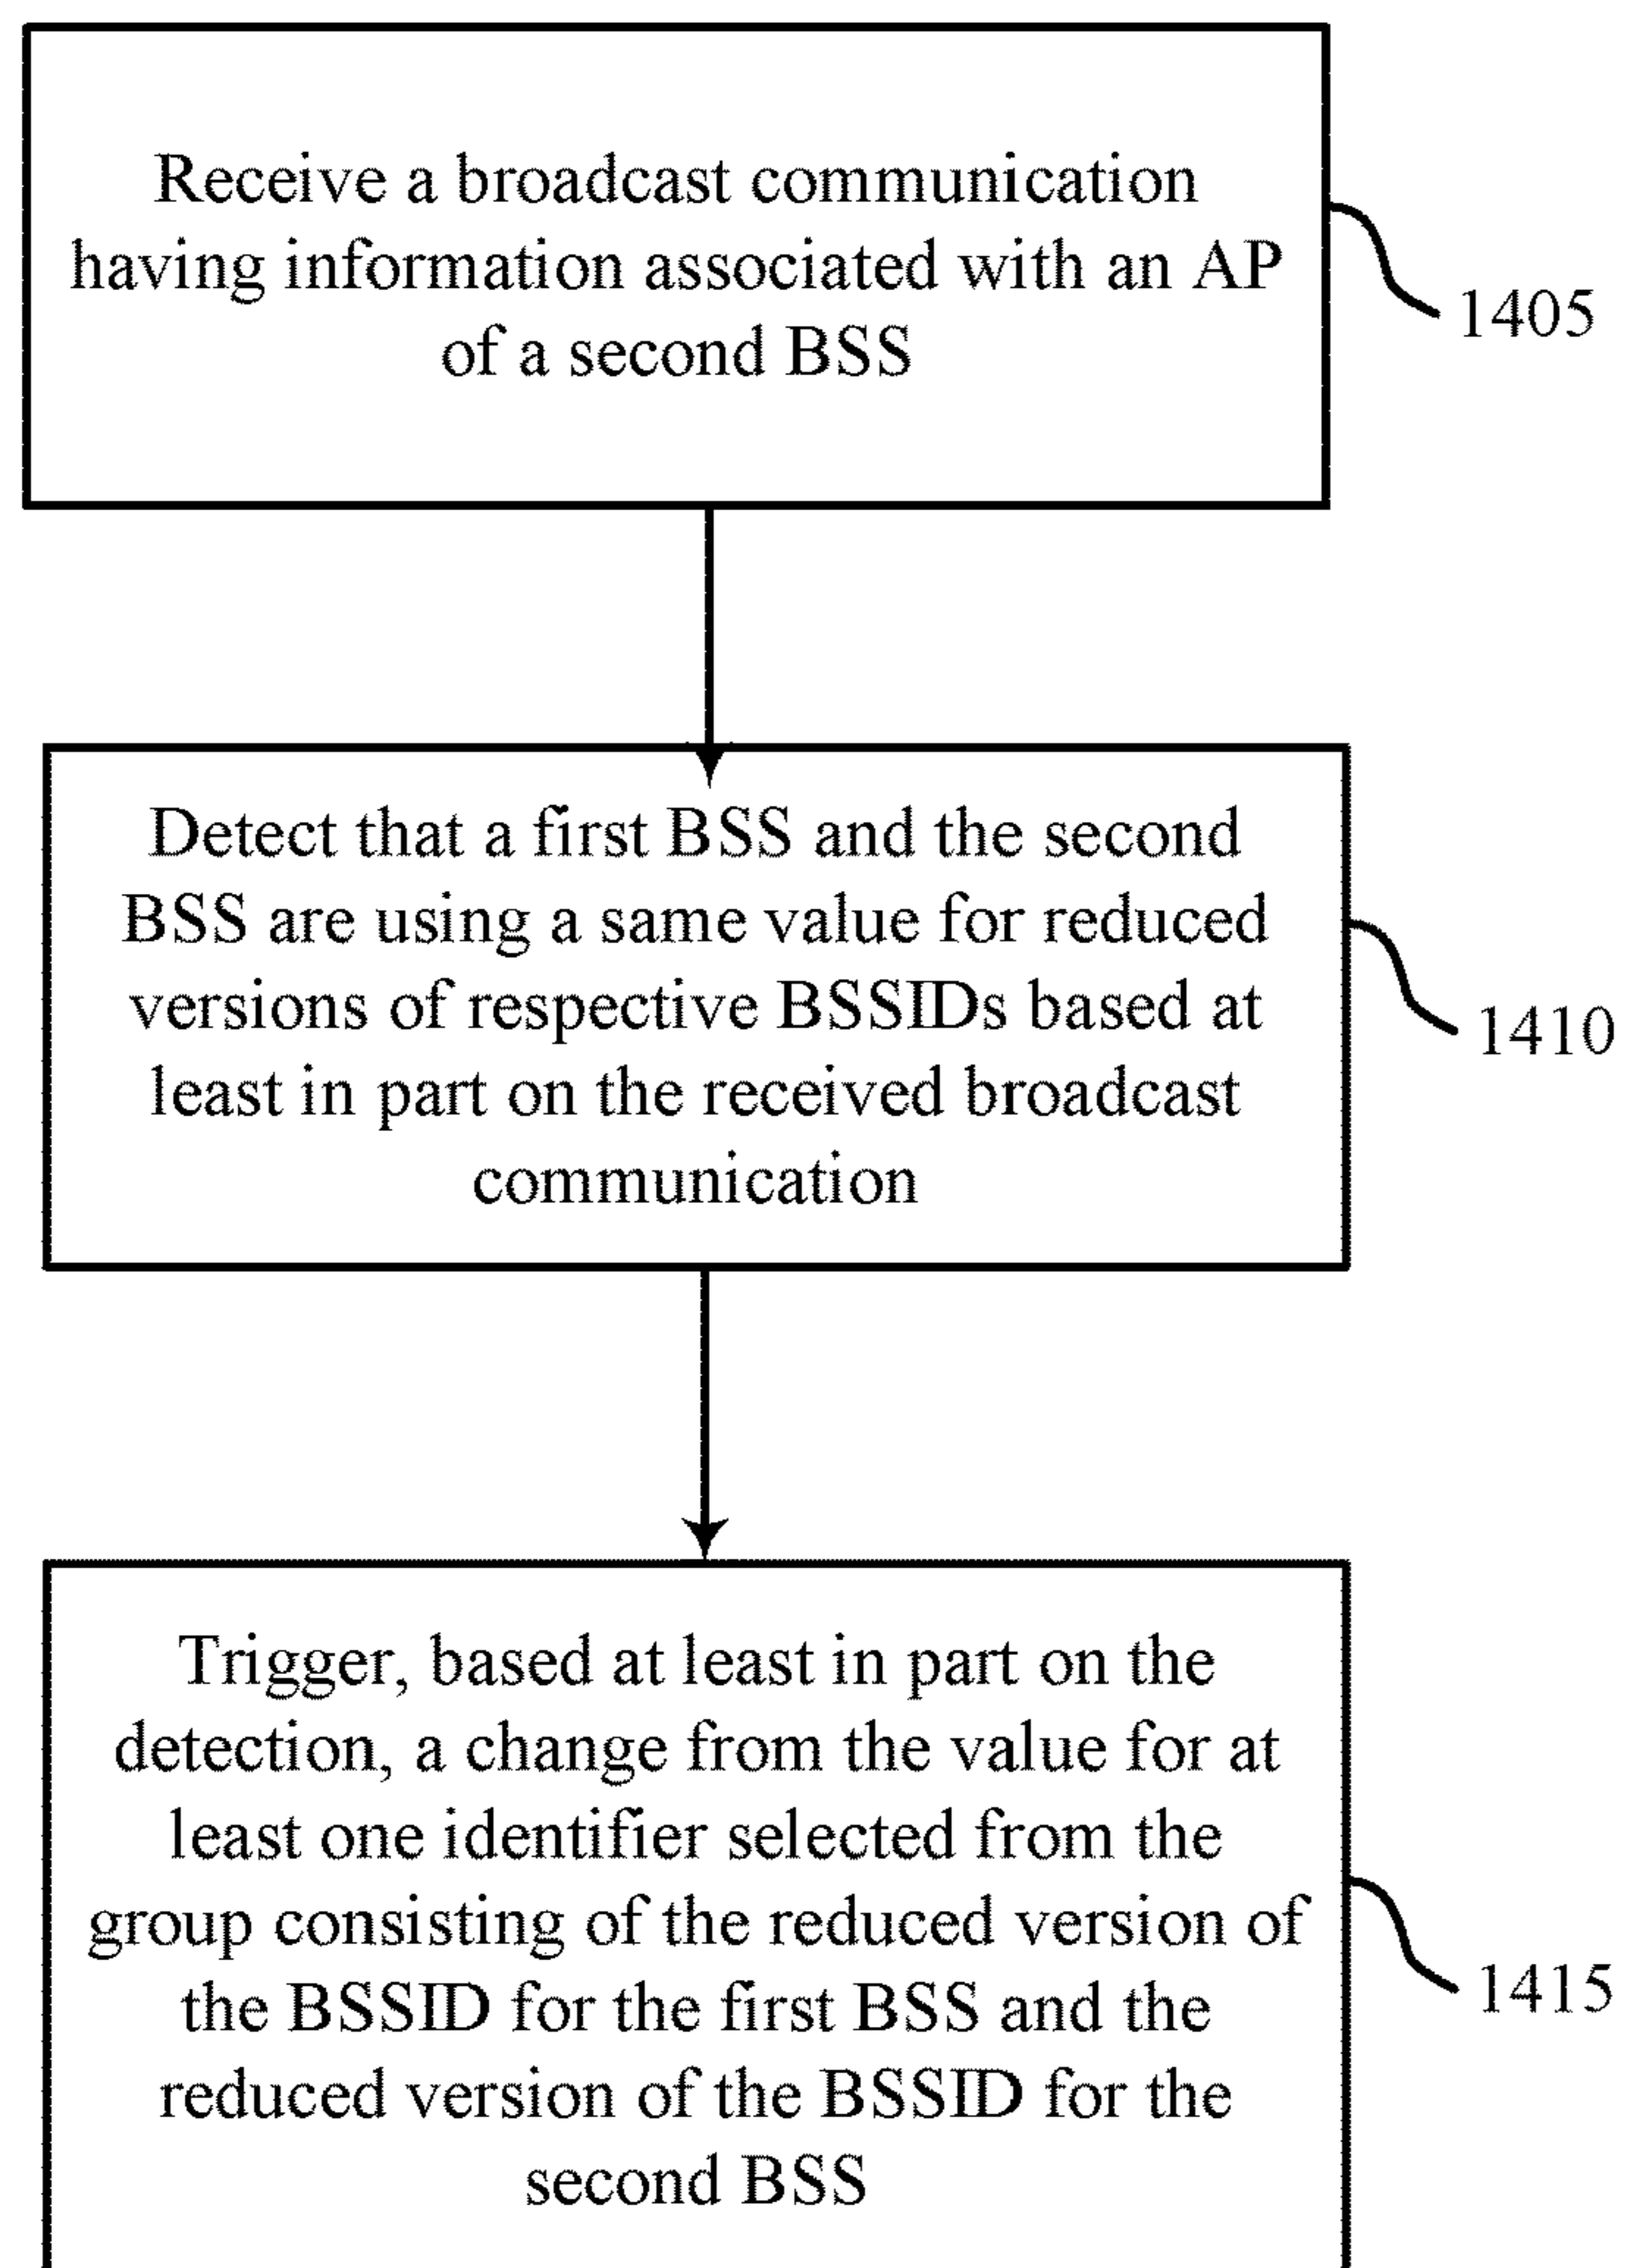 Receive a broadcast communication
having information associated with an AP
of a second BSS
1405
Detect that a first BSS and the second
BSS are using a same value for reduced
versions of respective BSSIDs based at
least in part on the received broadcast
communication
1410
Trigger, based at least in part on the
detection, a change from the value for at
least one identifier selected from the
group consisting of the reduced version of
the BSSID for the first BSS and the
reduced version of the BSSID for the
second BSS
1415